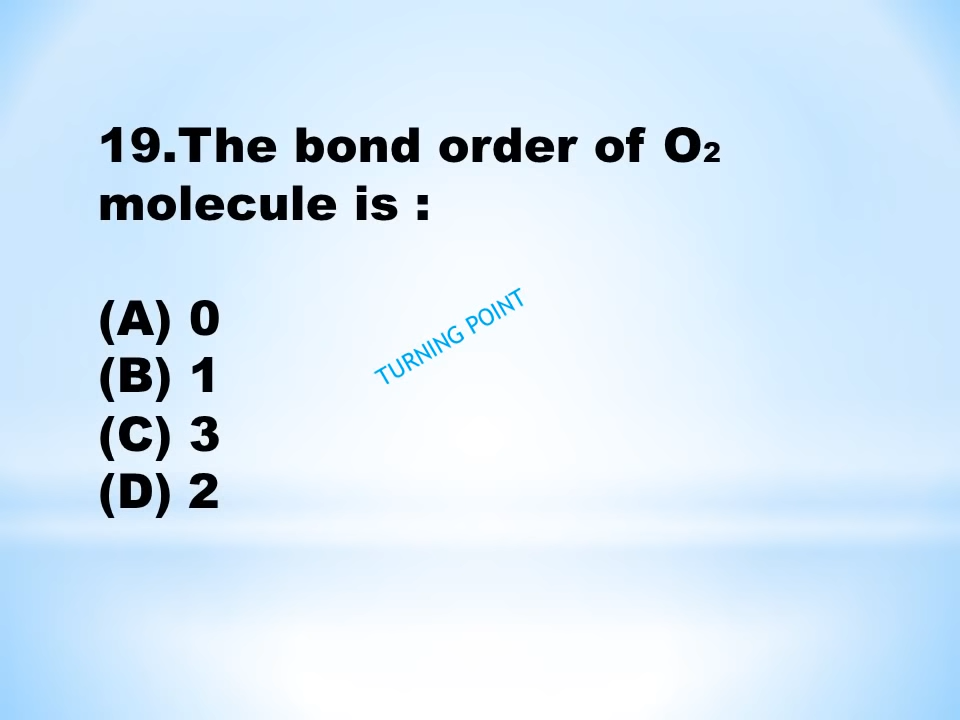 19.The bond order of O₂
molecule is :
(A) 0
(B) 1
(C) 3
(D) 2
TURNING POINT